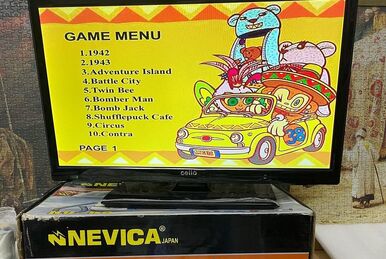 GAME MENU
1.1942
2.1943
3.Adventure Island
4.Battle City
5.Twin Bee
6.Bomber Man
7.Bomb Jack
8.Shufflepuck Cafe
9.Circus
10.Contra
PAGE 1
cello
NEVICA JAPAN